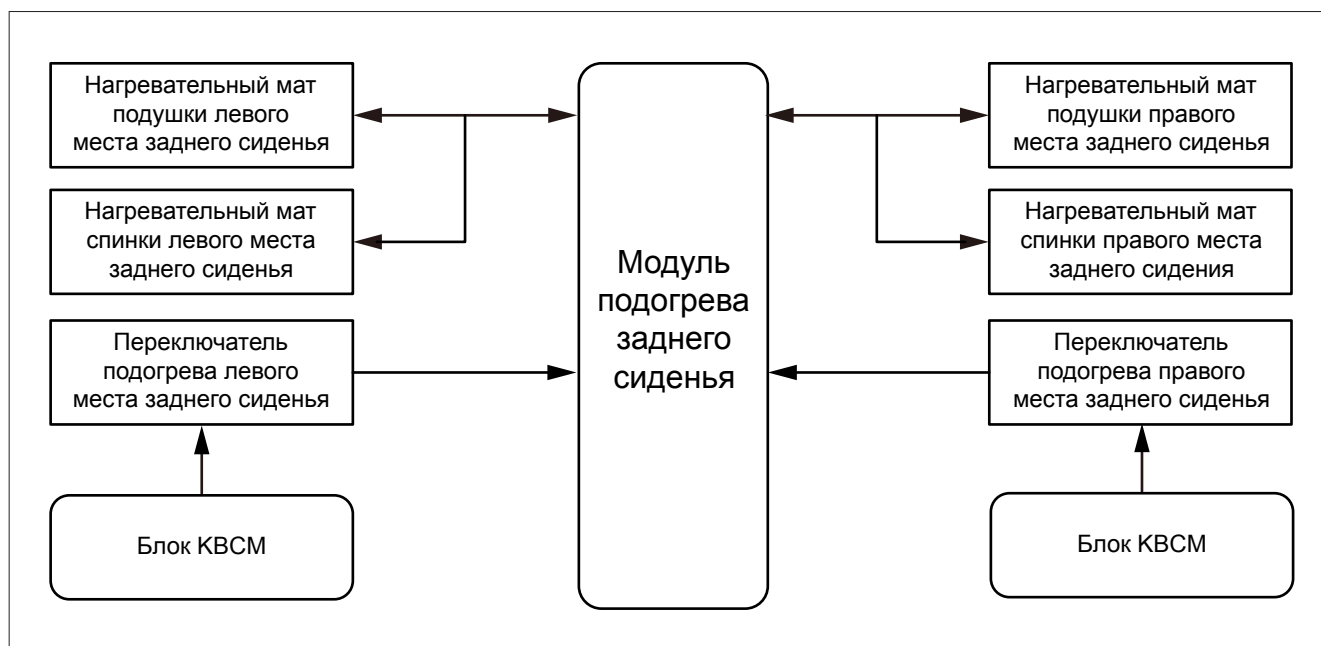 Нагревательный мат
подушки левого
места заднего сиденья
Нагревательный мат
спинки левого места
заднего сиденья
Переключатель
подогрева левого
места заднего сиденья
Блок KBCM
Модуль
подогрева
заднего
сиденья
Нагревательный мат
подушки правого
места заднего сиденья
Нагревательный мат
спинки правого места
заднего сидения
Переключатель
подогрева правого
места заднего сиденья
Блок KBCM